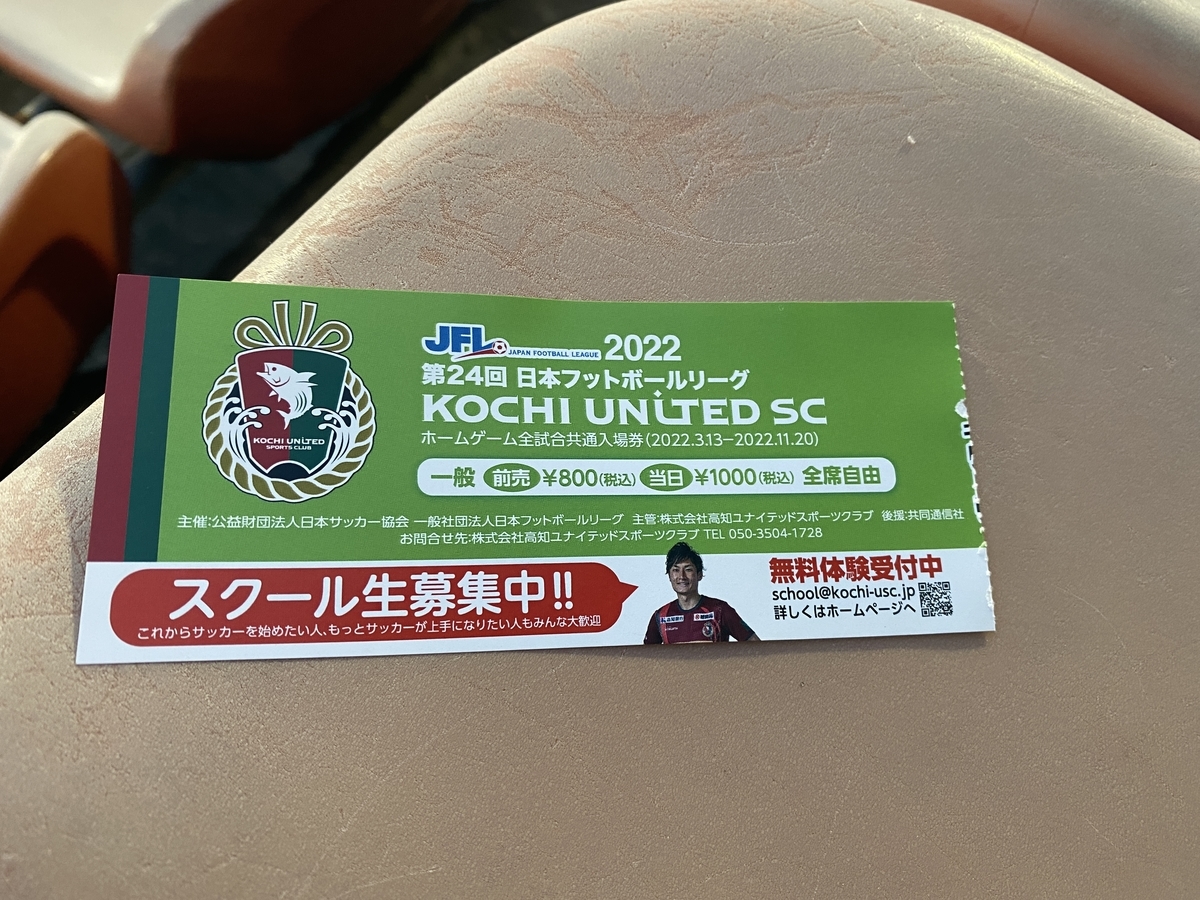 JFL JAPAN FOOTBALL LEAGUE 2022
第24回 日本フットボールリーグ
KOCHI UNITED SC
ホームゲーム全試合共通入場券(2022.3.13−2022.11.20)
一般 前売 ¥800(税込) 当日 ¥1000(税込) 全席自由
KOCHI UNITED
SPORTS CLUB
主催:公益財団法人日本サッカー協会 一般社団法人日本フットボールリーグ 主管:株式会社高知ユナイテッドスポーツクラブ 後援:共同通信社
お問合せ先:株式会社高知ユナイテッドスポーツクラブ TEL 050-3504-1728
スクール生募集中!!
これからサッカーを始めたい人、もっとサッカーが上手になりたい人もみんな大歓迎
無料体験受付中
school@kochi-usc.jp
詳しくはホームページへ